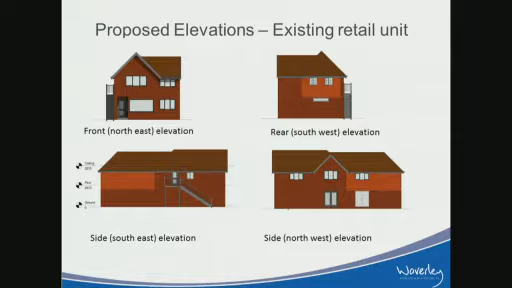 Proposed Elevations – Existing retail unit
Front (north east) elevation
Rear (south west) elevation
Side (south east) elevation
Side (north west) elevation
Waverley